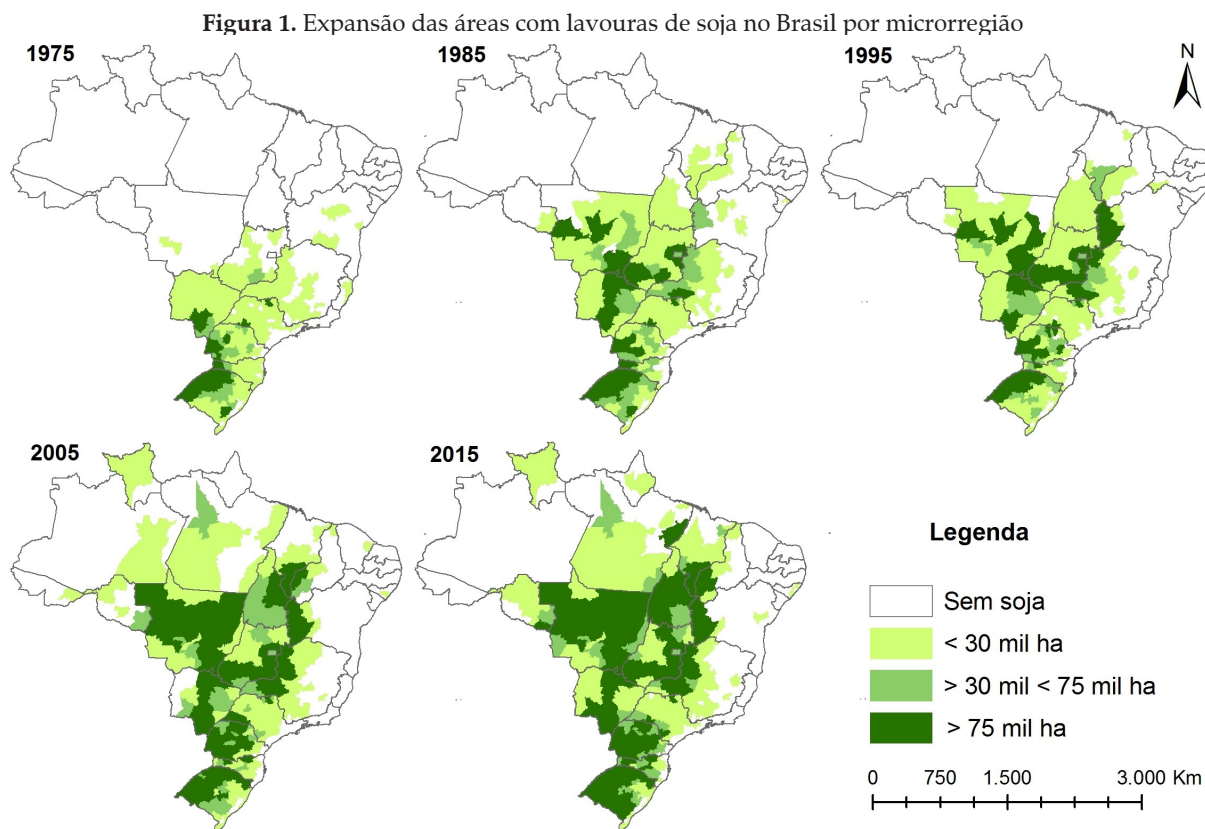 Figura 1. Expansão das áreas com lavouras de soja no Brasil por microrregião
1975
1985
1995
N
2005
2015
Legenda
Sem soja
< 30 mil ha
> 30 mil < 75 mil ha
> 75 mil ha
0 750 1.500 3.000 Km